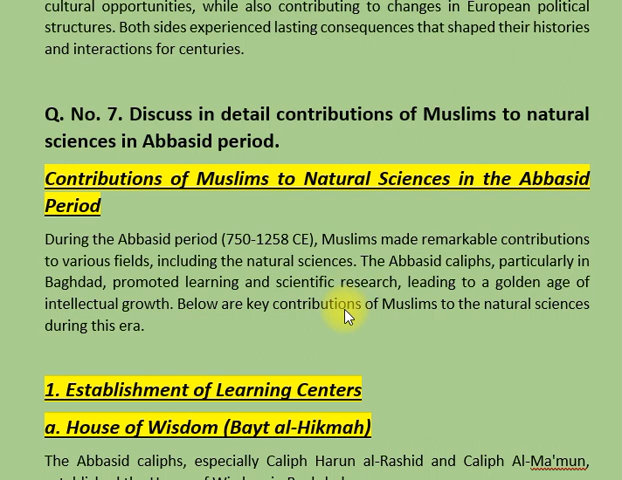 cultural opportunities, while also contributing to changes in European political
structures. Both sides experienced lasting consequences that shaped their histories
and interactions for centuries.
Q. No. 7. Discuss in detail contributions of Muslims to natural
sciences in Abbasid period.
Contributions of Muslims to Natural Sciences in the Abbasid
Period
During the Abbasid period (750-1258 CE), Muslims made remarkable contributions
to various fields, including the natural sciences. The Abbasid caliphs, particularly in
Baghdad, promoted learning and scientific research, leading to a golden age of
intellectual growth. Below are key contributions of Muslims to the natural sciences
during this era.
1. Establishment of Learning Centers
a. House of Wisdom (Bayt al-Hikmah)
The Abbasid caliphs, especially Caliph Harun al-Rashid and Caliph Al-Ma'mun,